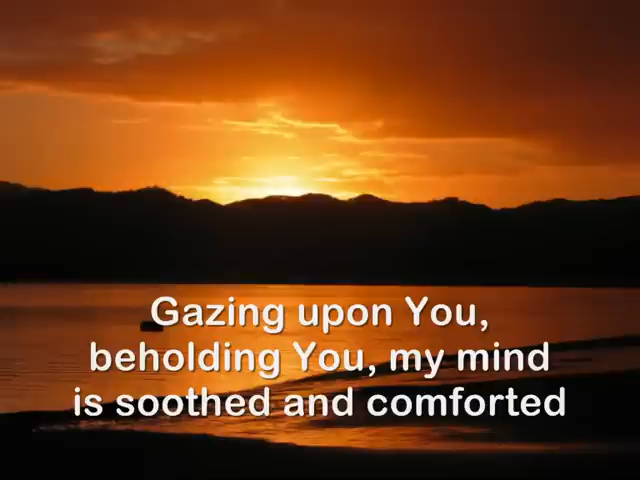 Gazing upon You,
beholding You, my mind
is soothed and comforted